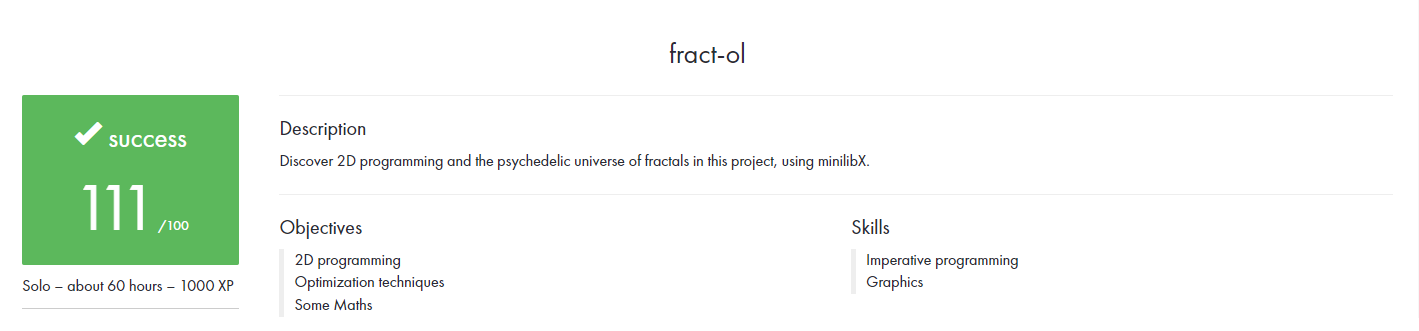 fract-ol
success
111 /100
Solo – about 60 hours – 1000 XP
Description
Discover 2D programming and the psychedelic universe of fractals in this project, using minilibX.
Objectives
2D programming
Optimization techniques
Some Maths
Skills
Imperative programming
Graphics